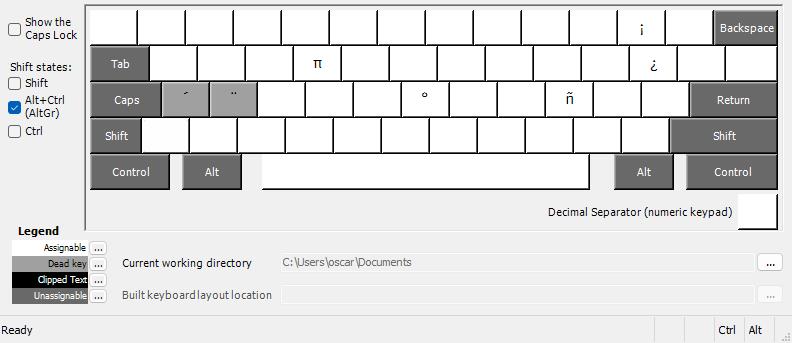 Show the
Caps Lock
¡
Backspace
Tab
π
¿
Shift states:
Shift
Alt+Ctrl
(AltGr)
Ctrl
Caps
´
¨
°
ñ
Return
Shift
Shift
Control
Alt
Alt
Control
Decimal Separator (numeric keypad)
Legend
Assignable
...
Dead key
...
Clipped Text
...
Unassignable
...
Current working directory
C:\Users\oscar\Documents
...
Built keyboard layout location
...
Ready
Ctrl
Alt